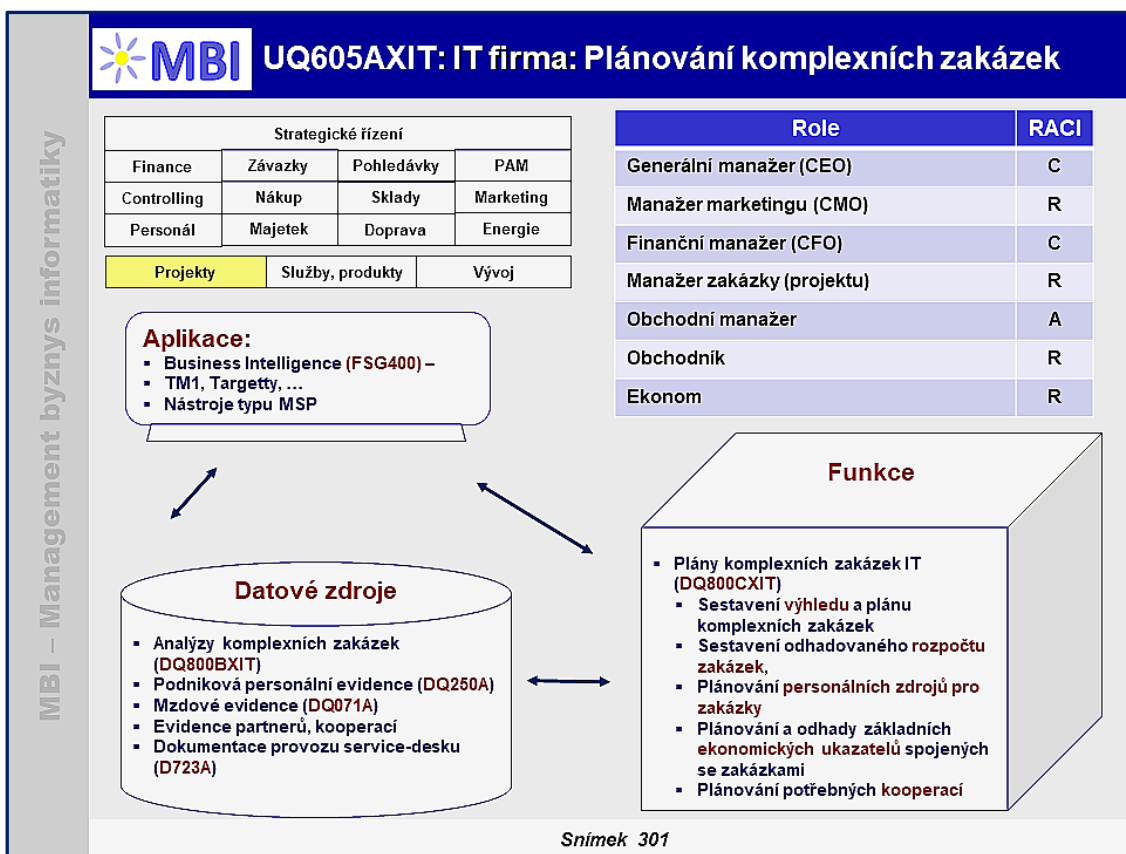 MBI
UQ605AXIT: IT firma: Plánování komplexních zakázek
MBI – Management byznys informatiky
Strategické řízení
Finance Závazky Pohledávky PAM
Controlling Nákup Sklady Marketing
Personál Majetek Doprava Energie
Projekty Služby, produkty Vývoj
Role RACI
Generální manažer (CEO) C
Manažer marketingu (CMO) R
Finanční manažer (CFO) C
Manažer zakázky (projektu) R
Obchodní manažer A
Obchodník R
Ekonom R
Aplikace:
▪ Business Intelligence (FSG400) –
▪ TM1, Targetty, ...
▪ Nástroje typu MSP
Datové zdroje
▪ Analýzy komplexních zakázek
(DQ800BXIT)
▪ Podniková personální evidence (DQ250A)
▪ Mzdové evidence (DQ071A)
▪ Evidence partnerů, kooperací
▪ Dokumentace provozu service-desku
(D723A)
Funkce
▪ Plány komplexních zakázek IT
(DQ800CXIT)
▪ Sestavení výhledu a plánu
komplexních zakázek
▪ Sestavení odhadovaného rozpočtu
zakázek,
▪ Plánování personálních zdrojů pro
zakázky
▪ Plánování a odhady základních
ekonomických ukazatelů spojených
se zakázkami
▪ Plánování potřebných kooperací
Snímek 301